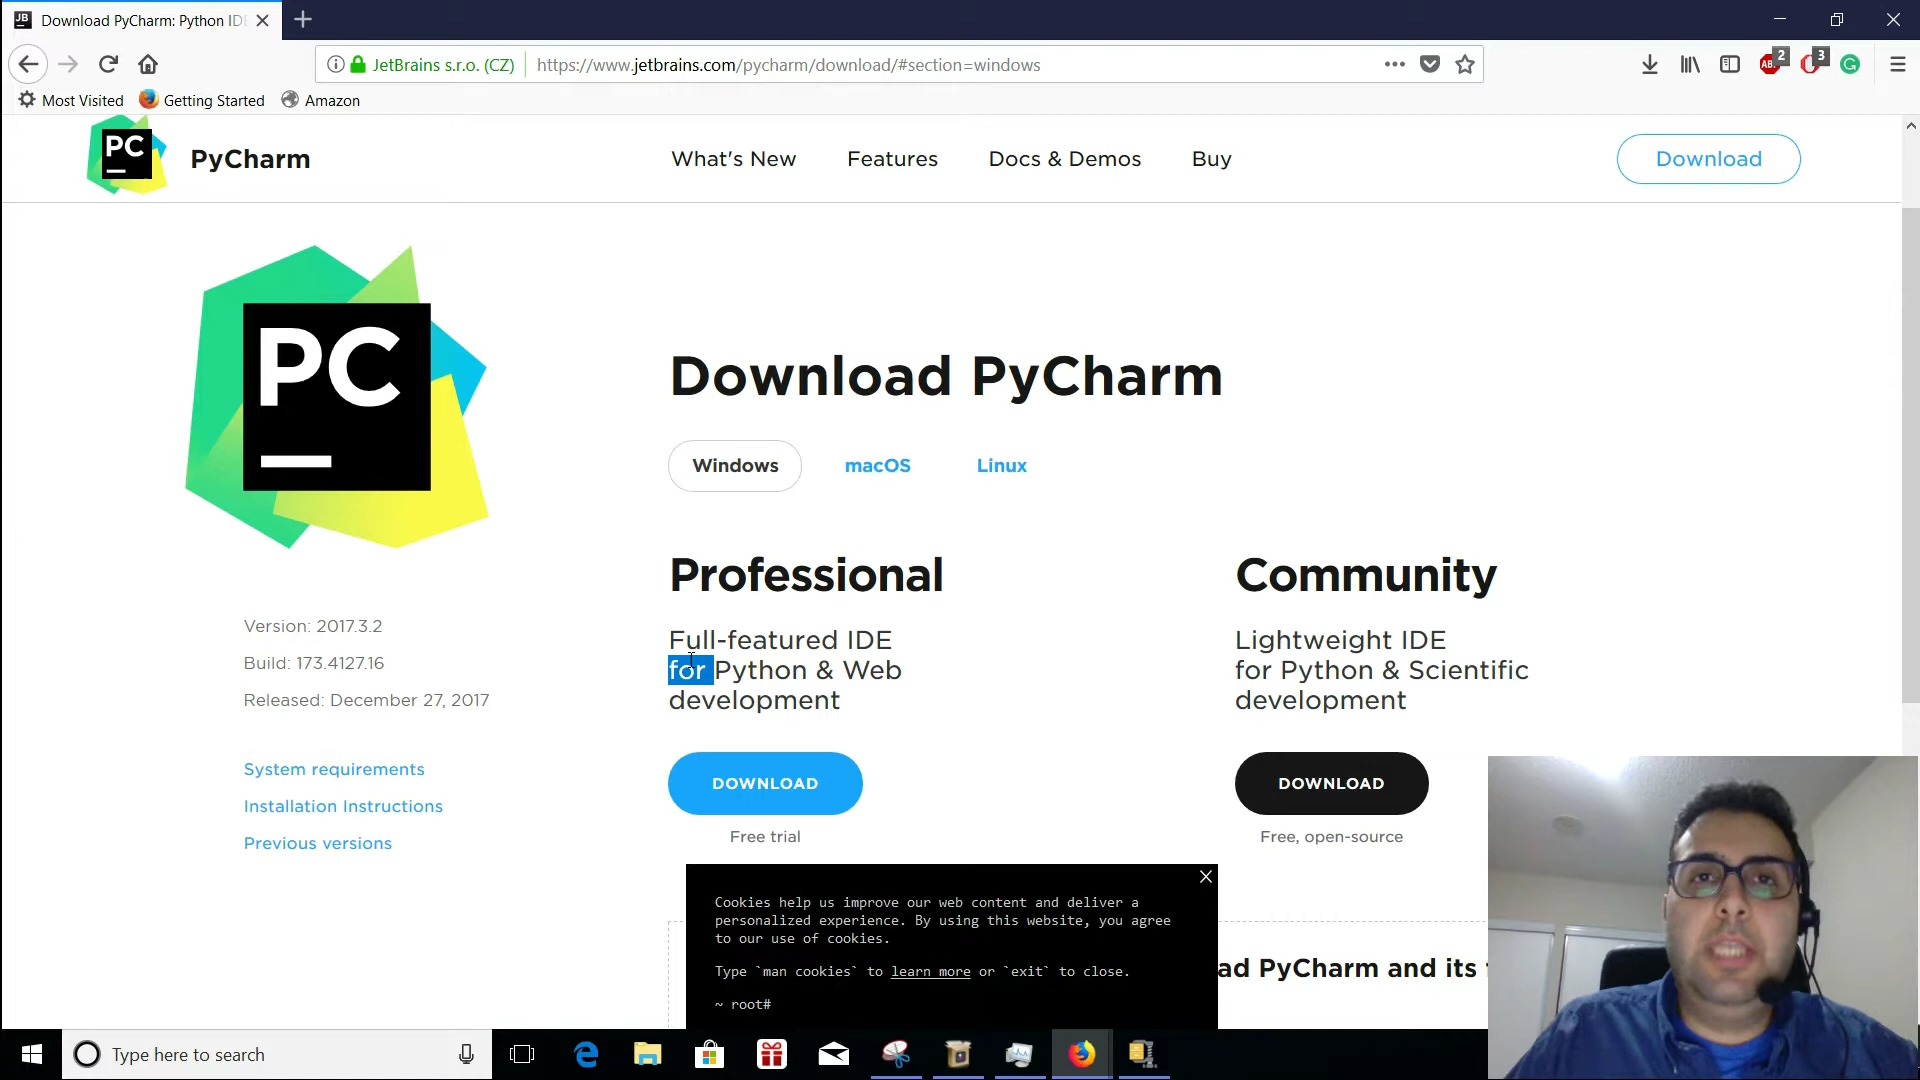 JB Download PyCharm: Python ID
JetBrains s.r.o. (CZ) https://www.jetbrains.com/pycharm/download/#section=windows
ABP 2 3 G
Most Visited Getting Started Amazon
PC
PyCharm
What's New Features Docs & Demos Buy
Download
PC
Download PyCharm
Windows macOS Linux
Version: 2017.3.2
Build: 173.4127.16
Released: December 27, 2017
System requirements
Installation Instructions
Previous versions
Professional
Full-featured IDE
for Python & Web
development
DOWNLOAD
Free trial
Community
Lightweight IDE
for Python & Scientific
development
DOWNLOAD
Free, open-source
Cookies help us improve our web content and deliver a
personalized experience. By using this website, you agree
to our use of cookies.
Type `man cookies` to learn more or `exit` to close.
~ root#
ad PyCharm and its
Type here to search